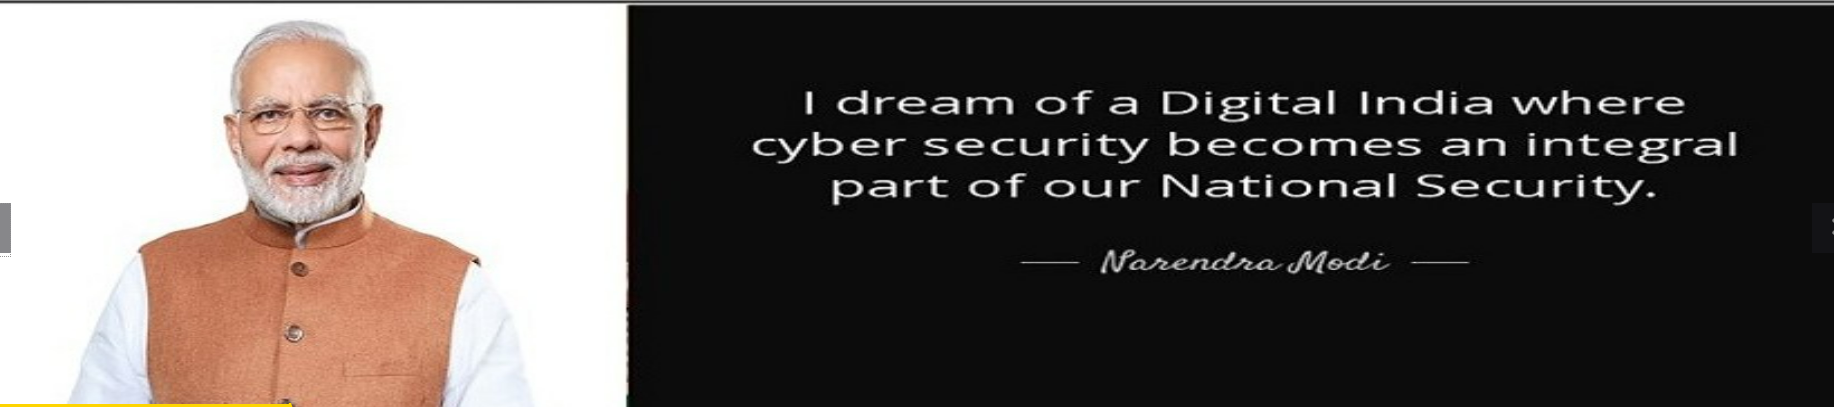 I dream of a Digital India where
cyber security becomes an integral
part of our National Security.
Narendra Modi